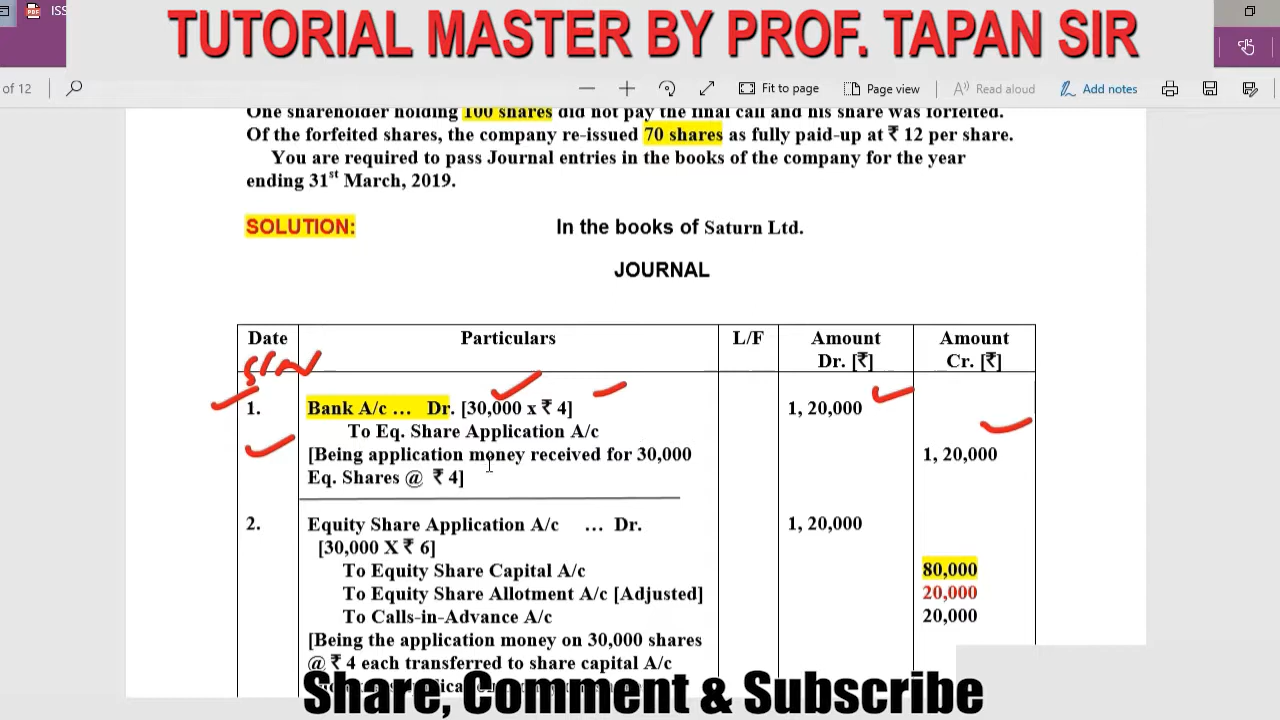 TUTORIAL MASTER BY PROF. TAPAN SIR
of 12 Fit to page Page view Read aloud Add notes
One shareholder holding 100 shares did not pay the final call and his share was forfeited.
Of the forfeited shares, the company re-issued 70 shares as fully paid-up at ₹ 12 per share.
You are required to pass Journal entries in the books of the company for the year
ending 31st March, 2019.
SOLUTION: In the books of Saturn Ltd.
JOURNAL
Date Particulars L/F Amount Dr. [₹] Amount Cr. [₹]
1. Bank A/c ... Dr. [30,000 x ₹ 4] 1, 20,000
To Eq. Share Application A/c
[Being application money received for 30,000 1, 20,000
Eq. Shares @ ₹ 4]
2. Equity Share Application A/c ... Dr. 1, 20,000
[30,000 X ₹ 6]
To Equity Share Capital A/c 80,000
To Equity Share Allotment A/c [Adjusted] 20,000
To Calls-in-Advance A/c 20,000
[Being the application money on 30,000 shares
@ ₹ 4 each transferred to share capital A/c
Share, Comment & Subscribe